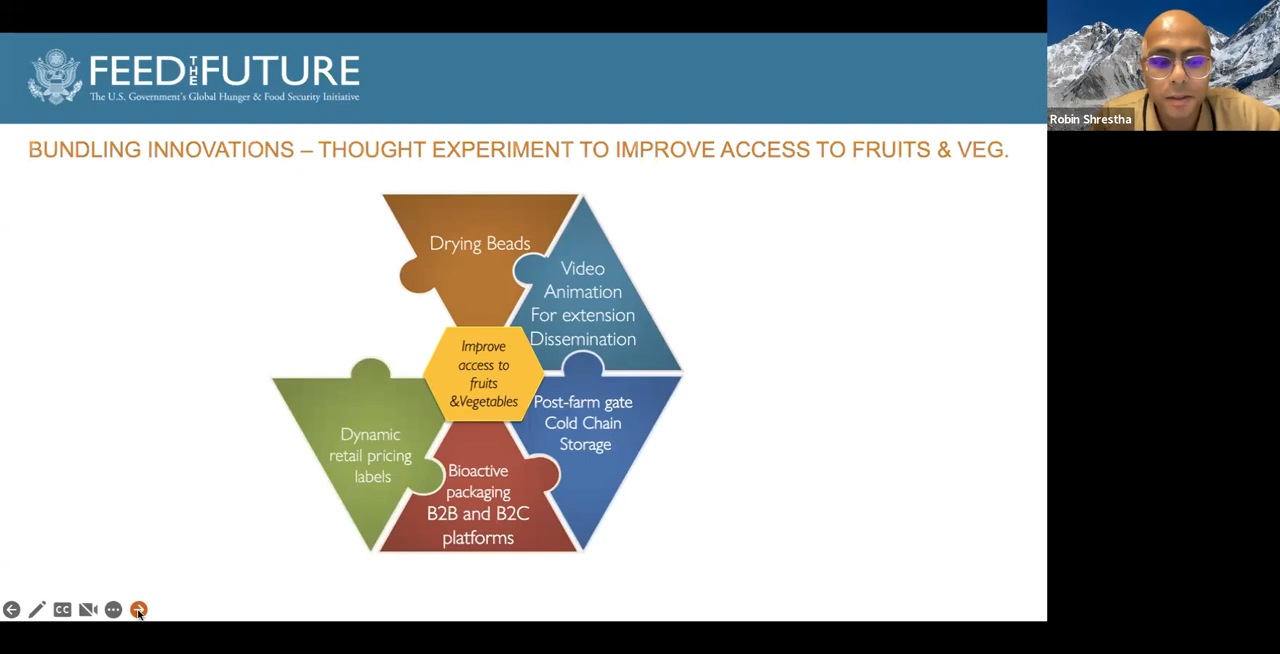 FEED THE FUTURE
The U.S. Government's Global Hunger & Food Security Initiative
Robin Shrestha
BUNDLING INNOVATIONS – THOUGHT EXPERIMENT TO IMPROVE ACCESS TO FRUITS & VEG.
Drying Beads
Video
Animation
For extension
Dissemination
Improve
access to
fruits
&Vegetables
Post-farm gate
Cold Chain
Storage
Dynamic
retail pricing
labels
Bioactive
packaging
B2B and B2C
platforms
CC